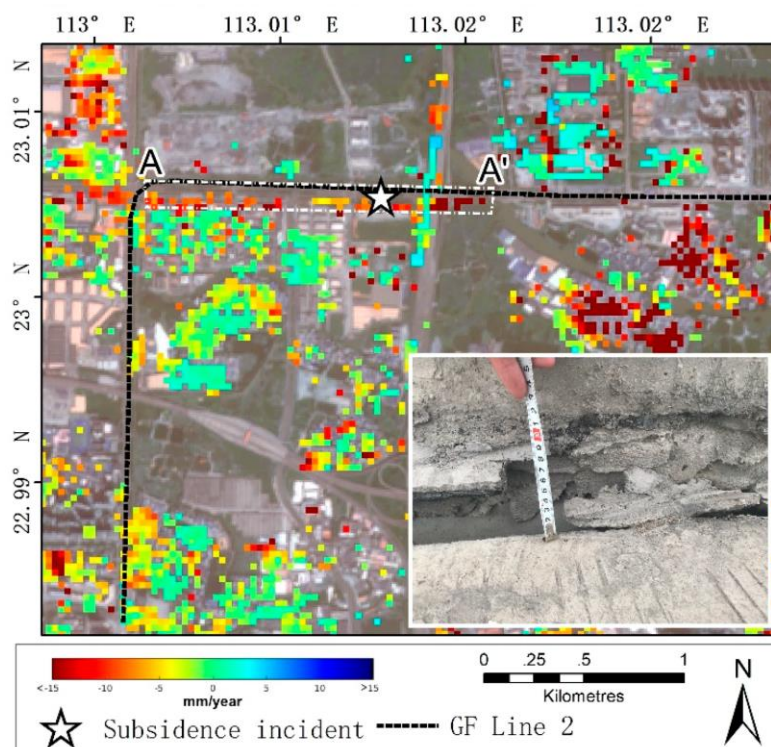 113° E 113.01° E 113.02° E 113.02° E
23.01° N
A A'
23° N
22.99° N
<-15 -10 -5 0 5 10 >15
mm/year
0 .25 .5 1
Kilometres
N
Subsidence incident GF Line 2